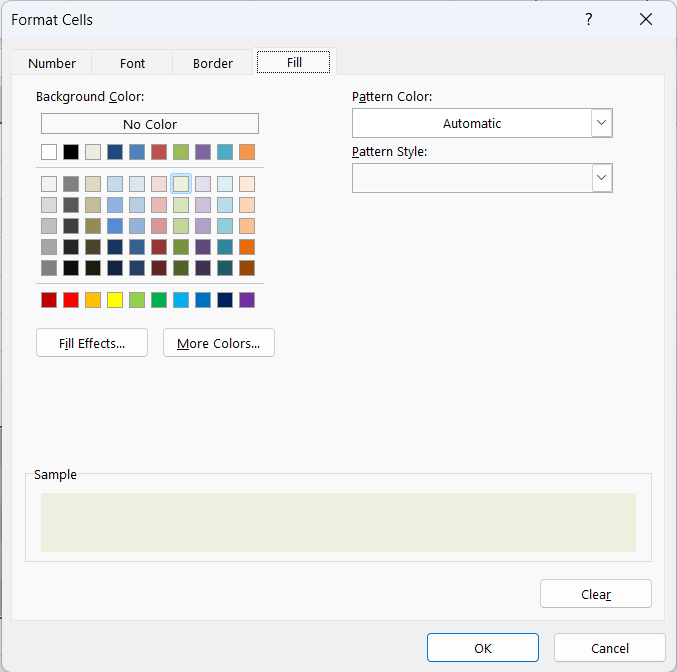 Format Cells ?
Number Font Border Fill
Background Color: Pattern Color:
No Color Automatic
Pattern Style:
Fill Effects... More Colors...
Sample
Clear
OK Cancel